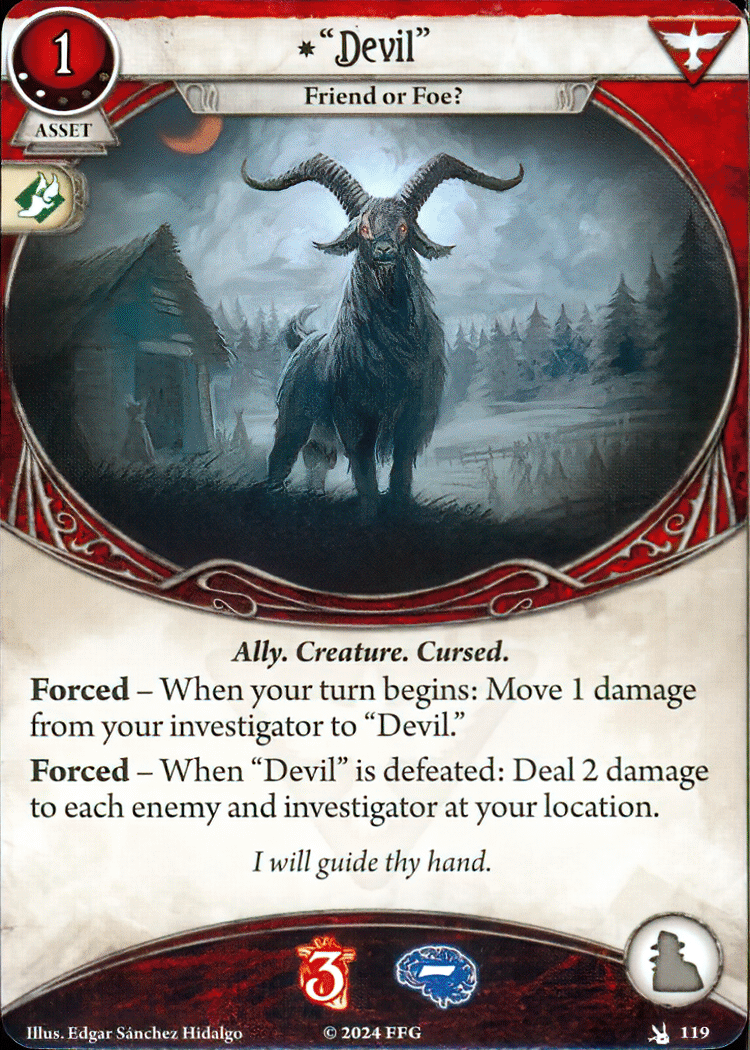 1
*“Devil”
ASSET
Friend or Foe?
Ally. Creature. Cursed.
Forced – When your turn begins: Move 1 damage
from your investigator to “Devil.”
Forced – When “Devil” is defeated: Deal 2 damage
to each enemy and investigator at your location.
I will guide thy hand.
3
–
Illus. Edgar Sánchez Hidalgo
© 2024 FFG
119